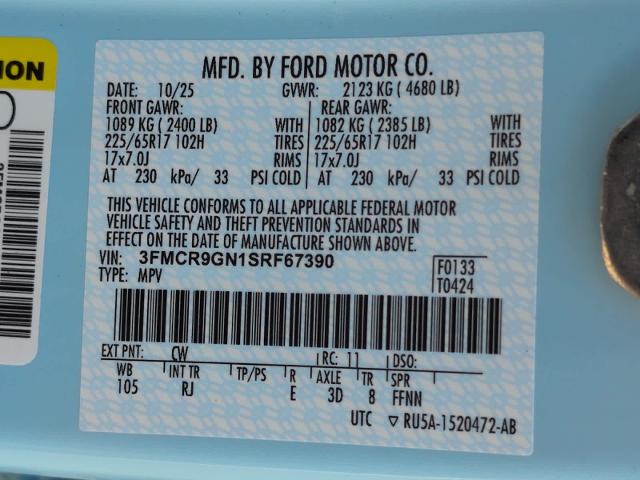 ION
MFD. BY FORD MOTOR CO.
DATE: 10/25 GVWR: 2123 KG ( 4680 LB)
FRONT GAWR: REAR GAWR:
1089 KG ( 2400 LB) WITH 1082 KG ( 2385 LB) WITH
225/65R17 102H TIRES 225/65R17 102H TIRES
17x7.0J RIMS 17x7.0J RIMS
AT 230 kPa/ 33 PSI COLD AT 230 kPa/ 33 PSI COLD
THIS VEHICLE CONFORMS TO ALL APPLICABLE FEDERAL MOTOR
VEHICLE SAFETY AND THEFT PREVENTION STANDARDS IN
EFFECT ON THE DATE OF MANUFACTURE SHOWN ABOVE.
VIN: 3FMCR9GN1SRF67390 F0133
TYPE: MPV T0424
EXT PNT: CW RC: 11 DSO:
WB INT TR TP/PS R AXLE TR SPR
105 RJ E 3D 8 FFNN
UTC ▽ RU5A-1520472-AB